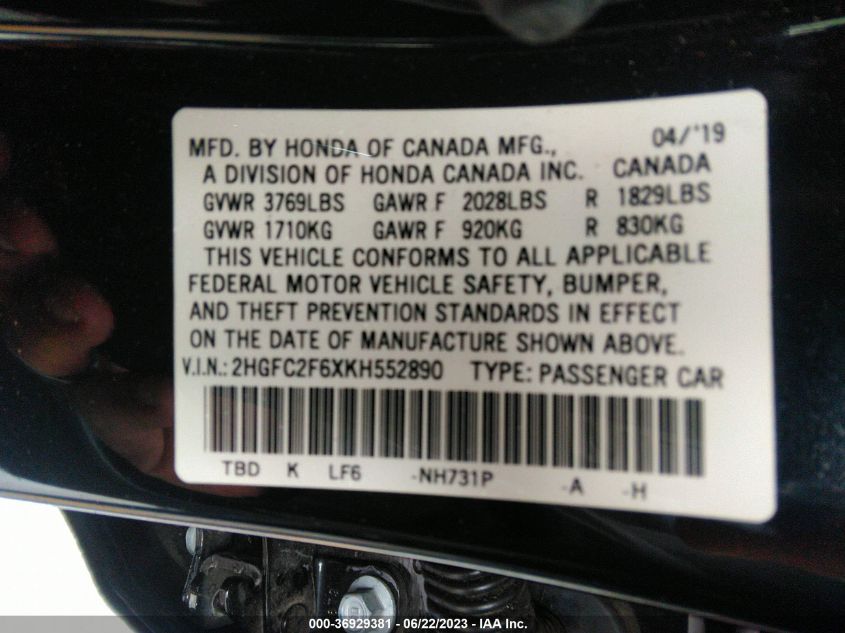 MFD. BY HONDA OF CANADA MFG., 04/'19
A DIVISION OF HONDA CANADA INC. CANADA
GVWR 3769LBS GAWR F 2028LBS R 1829LBS
GVWR 1710KG GAWR F 920KG R 830KG
THIS VEHICLE CONFORMS TO ALL APPLICABLE
FEDERAL MOTOR VEHICLE SAFETY, BUMPER,
AND THEFT PREVENTION STANDARDS IN EFFECT
ON THE DATE OF MANUFACTURE SHOWN ABOVE.
V.I.N.: 2HGFC2F6XKH552890 TYPE: PASSENGER CAR
TBD K LF6 -NH731P -A -H
000-36929381 - 06/22/2023 - IAA Inc.